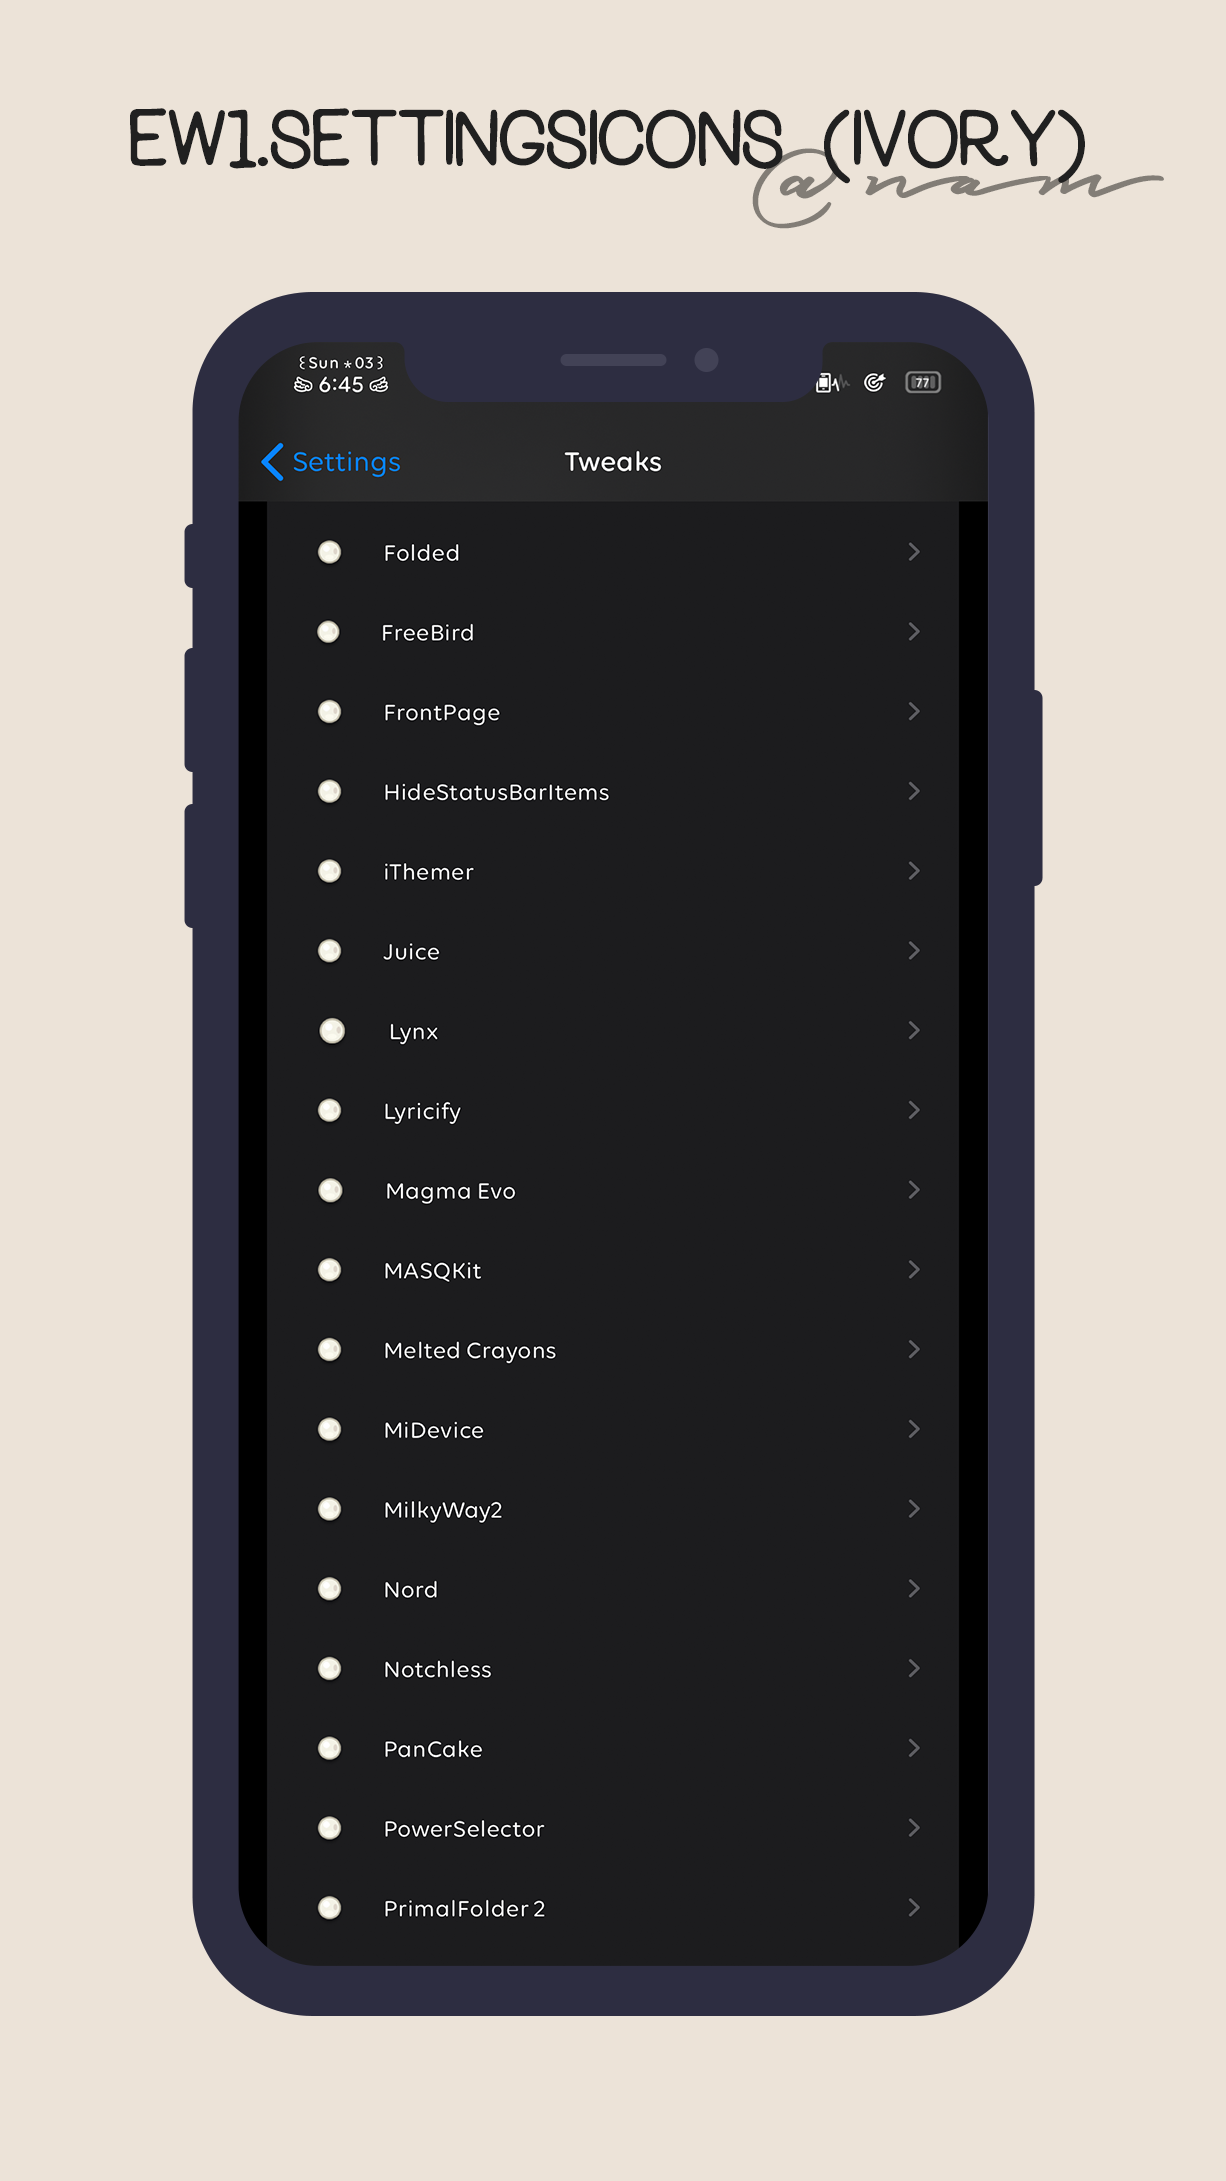 EW1.SETTINGSICONS (IVORY)
@nam
꒰Sun⋆03꒱
6:45
77
Settings
Tweaks
Folded
FreeBird
FrontPage
HideStatusBarItems
iThemer
Juice
Lynx
Lyricify
Magma Evo
MASQKit
Melted Crayons
MiDevice
MilkyWay2
Nord
Notchless
PanCake
PowerSelector
PrimalFolder 2